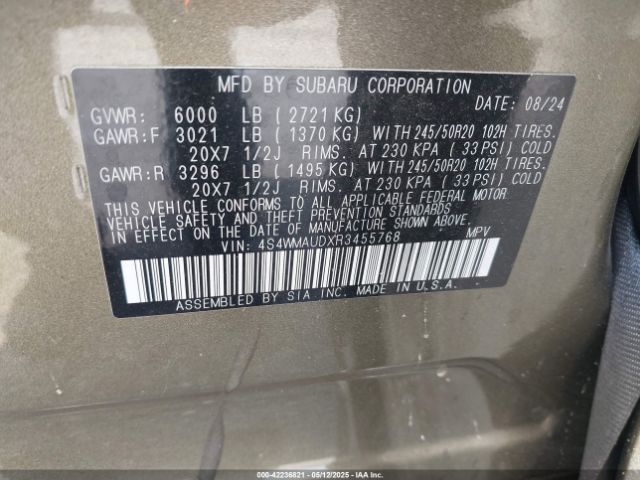 MFD BY SUBARU CORPORATION
DATE: 08/24
GVWR: 6000 LB ( 2721 KG)
GAWR:F 3021 LB ( 1370 KG) WITH 245/50R20 102H TIRES.
20X7 1/2J RIMS. AT 230 KPA ( 33 PSI) COLD
GAWR:R 3296 LB ( 1495 KG) WITH 245/50R20 102H TIRES.
20X7 1/2J RIMS. AT 230 KPA ( 33 PSI) COLD
THIS VEHICLE CONFORMS TO ALL APPLICABLE FEDERAL MOTOR
VEHICLE SAFETY AND THEFT PREVENTION STANDARDS IN EFFECT
ON THE DATE OF MANUFACTURE SHOWN ABOVE.
VIN: 4S4WMAUDXR3455768 MPV
ASSEMBLED BY SIA INC. MADE IN U.S.A.
000-42236821 - 05/12/2025 - IAAI.COM